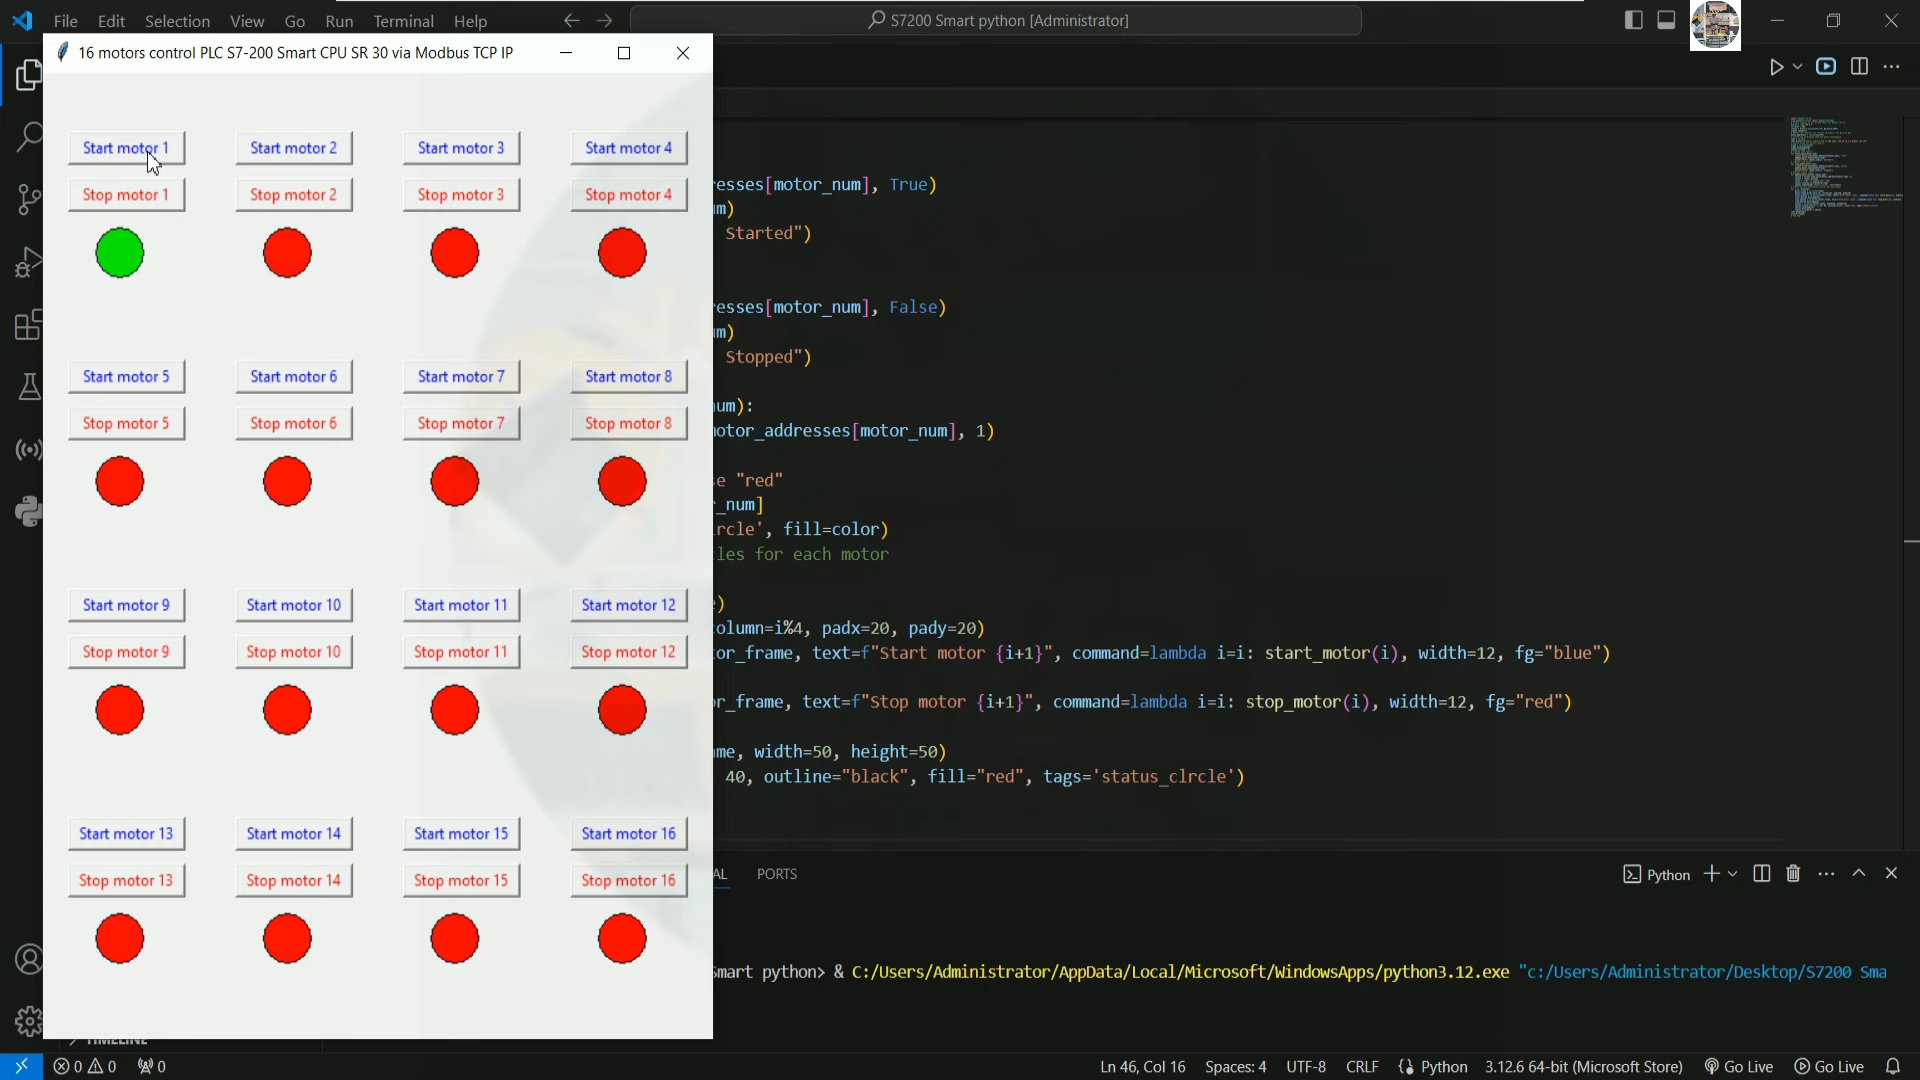 File Edit Selection View Go Run Terminal Help
S7200 Smart python [Administrator]
16 motors control PLC S7-200 Smart CPU SR 30 via Modbus TCP IP
Start motor 1 Start motor 2 Start motor 3 Start motor 4
Stop motor 1 Stop motor 2 Stop motor 3 Stop motor 4
Start motor 5 Start motor 6 Start motor 7 Start motor 8
Stop motor 5 Stop motor 6 Stop motor 7 Stop motor 8
Start motor 9 Start motor 10 Start motor 11 Start motor 12
Stop motor 9 Stop motor 10 Stop motor 11 Stop motor 12
Start motor 13 Start motor 14 Start motor 15 Start motor 16
Stop motor 13 Stop motor 14 Stop motor 15 Stop motor 16
esses[motor_num], True)
um)
Started")
esses[motor_num], False)
um)
Stopped")
um):
otor_addresses[motor_num], 1)
se "red"
_num]
ircle', fill=color)
les for each motor
)
olumn=i%4, padx=20, pady=20)
or_frame, text=f"Start motor {i+1}", command=lambda i=i: start_motor(i), width=12, fg="blue")
r_frame, text=f"Stop motor {i+1}", command=lambda i=i: stop_motor(i), width=12, fg="red")
me, width=50, height=50)
40, outline="black", fill="red", tags='status_clrcle')
AL PORTS
Python
Smart python> & C:/Users/Administrator/AppData/Local/Microsoft/WindowsApps/python3.12.exe "c:/Users/Administrator/Desktop/S7200 Sma
TIMELINE
0 0 0
Ln 46, Col 16 Spaces: 4 UTF-8 CRLF Python 3.12.6 64-bit (Microsoft Store) Go Live Go Live